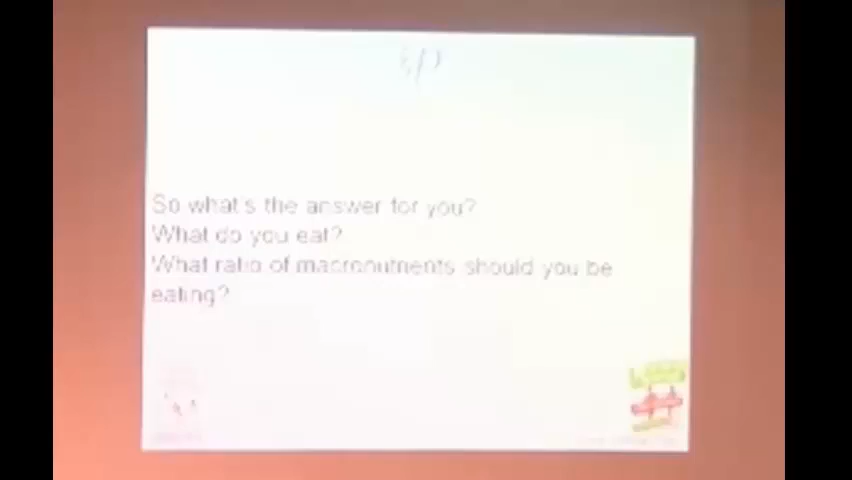 So what's the answer for you?
What do you eat?
What ratio of macronutrients should you be
eating?